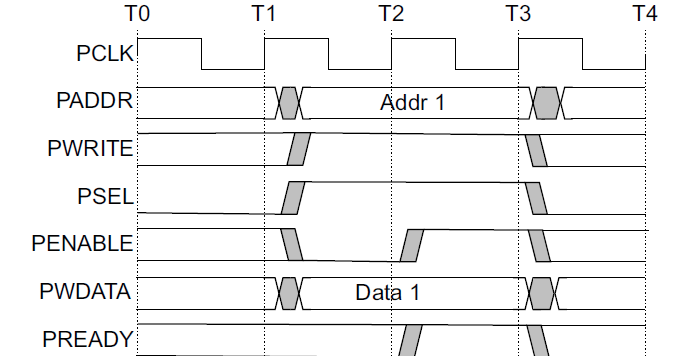 T0 T1 T2 T3 T4
PCLK
PADDR Addr 1
PWRITE
PSEL
PENABLE
PWDATA Data 1
PREADY